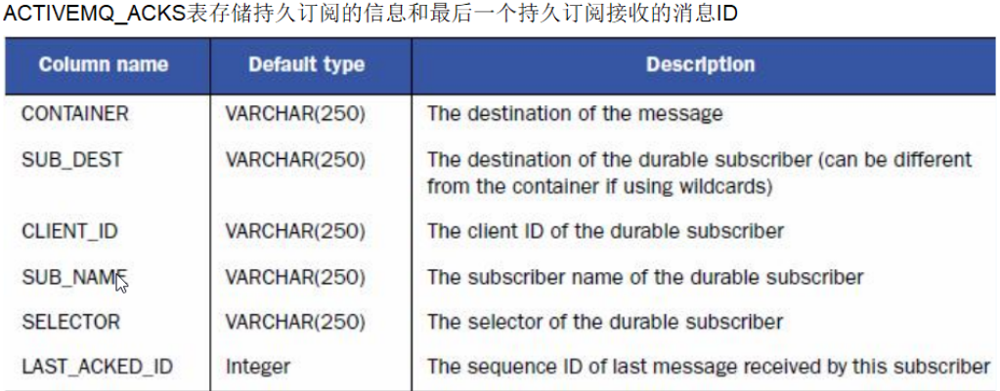 ACTIVEMQ_ACKS表存储持久订阅的信息和最后一个持久订阅接收的消息ID
Column name Default type Description
CONTAINER VARCHAR(250) The destination of the message
SUB_DEST VARCHAR(250) The destination of the durable subscriber (can be different
from the container if using wildcards)
CLIENT_ID VARCHAR(250) The client ID of the durable subscriber
SUB_NAME VARCHAR(250) The subscriber name of the durable subscriber
SELECTOR VARCHAR(250) The selector of the durable subscriber
LAST_ACKED_ID Integer The sequence ID of last message received by this subscriber